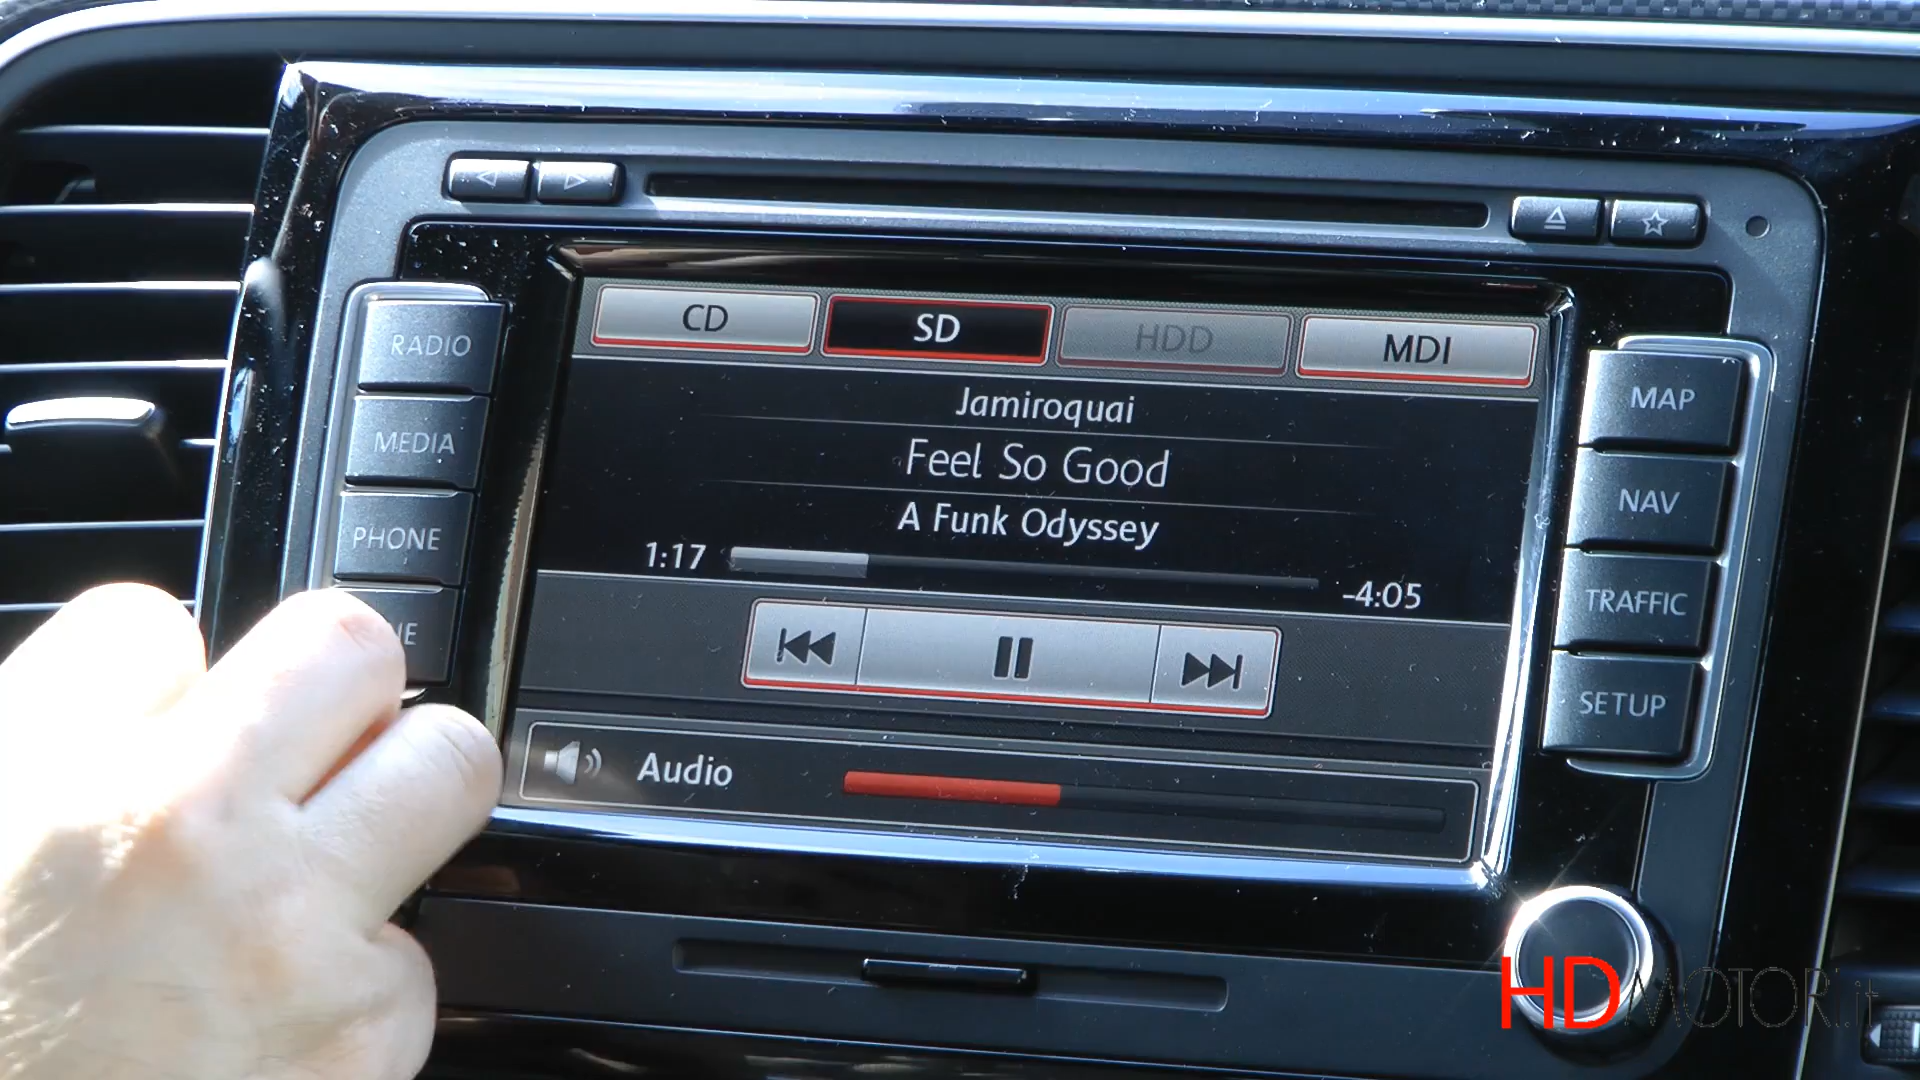 CD SD HDD MDI
RADIO
MEDIA
PHONE
Jamiroquai
Feel So Good
A Funk Odyssey
1:17 -4:05
Audio
MAP
NAV
TRAFFIC
SETUP
HDMOTORI.it